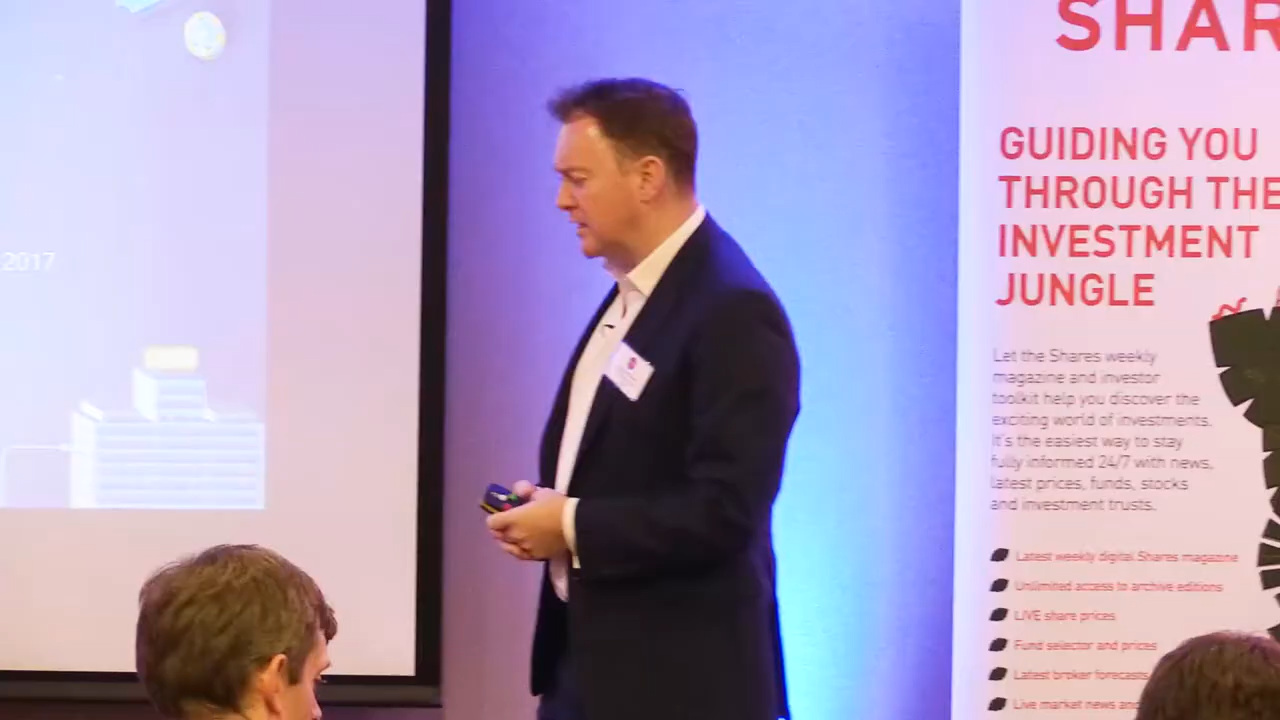 2017
SHAR
GUIDING YOU
THROUGH THE
INVESTMENT
JUNGLE
Let the Shares weekly
magazine and investor
toolkit help you discover the
exciting world of investments.
It's the easiest way to stay
fully informed 24/7 with news,
latest prices, funds, stocks
and investment trusts.
Latest weekly digital Shares magazine
Unlimited access to archive editions
LIVE share prices
Fund selector and prices
Latest broker forecasts
Live market news and